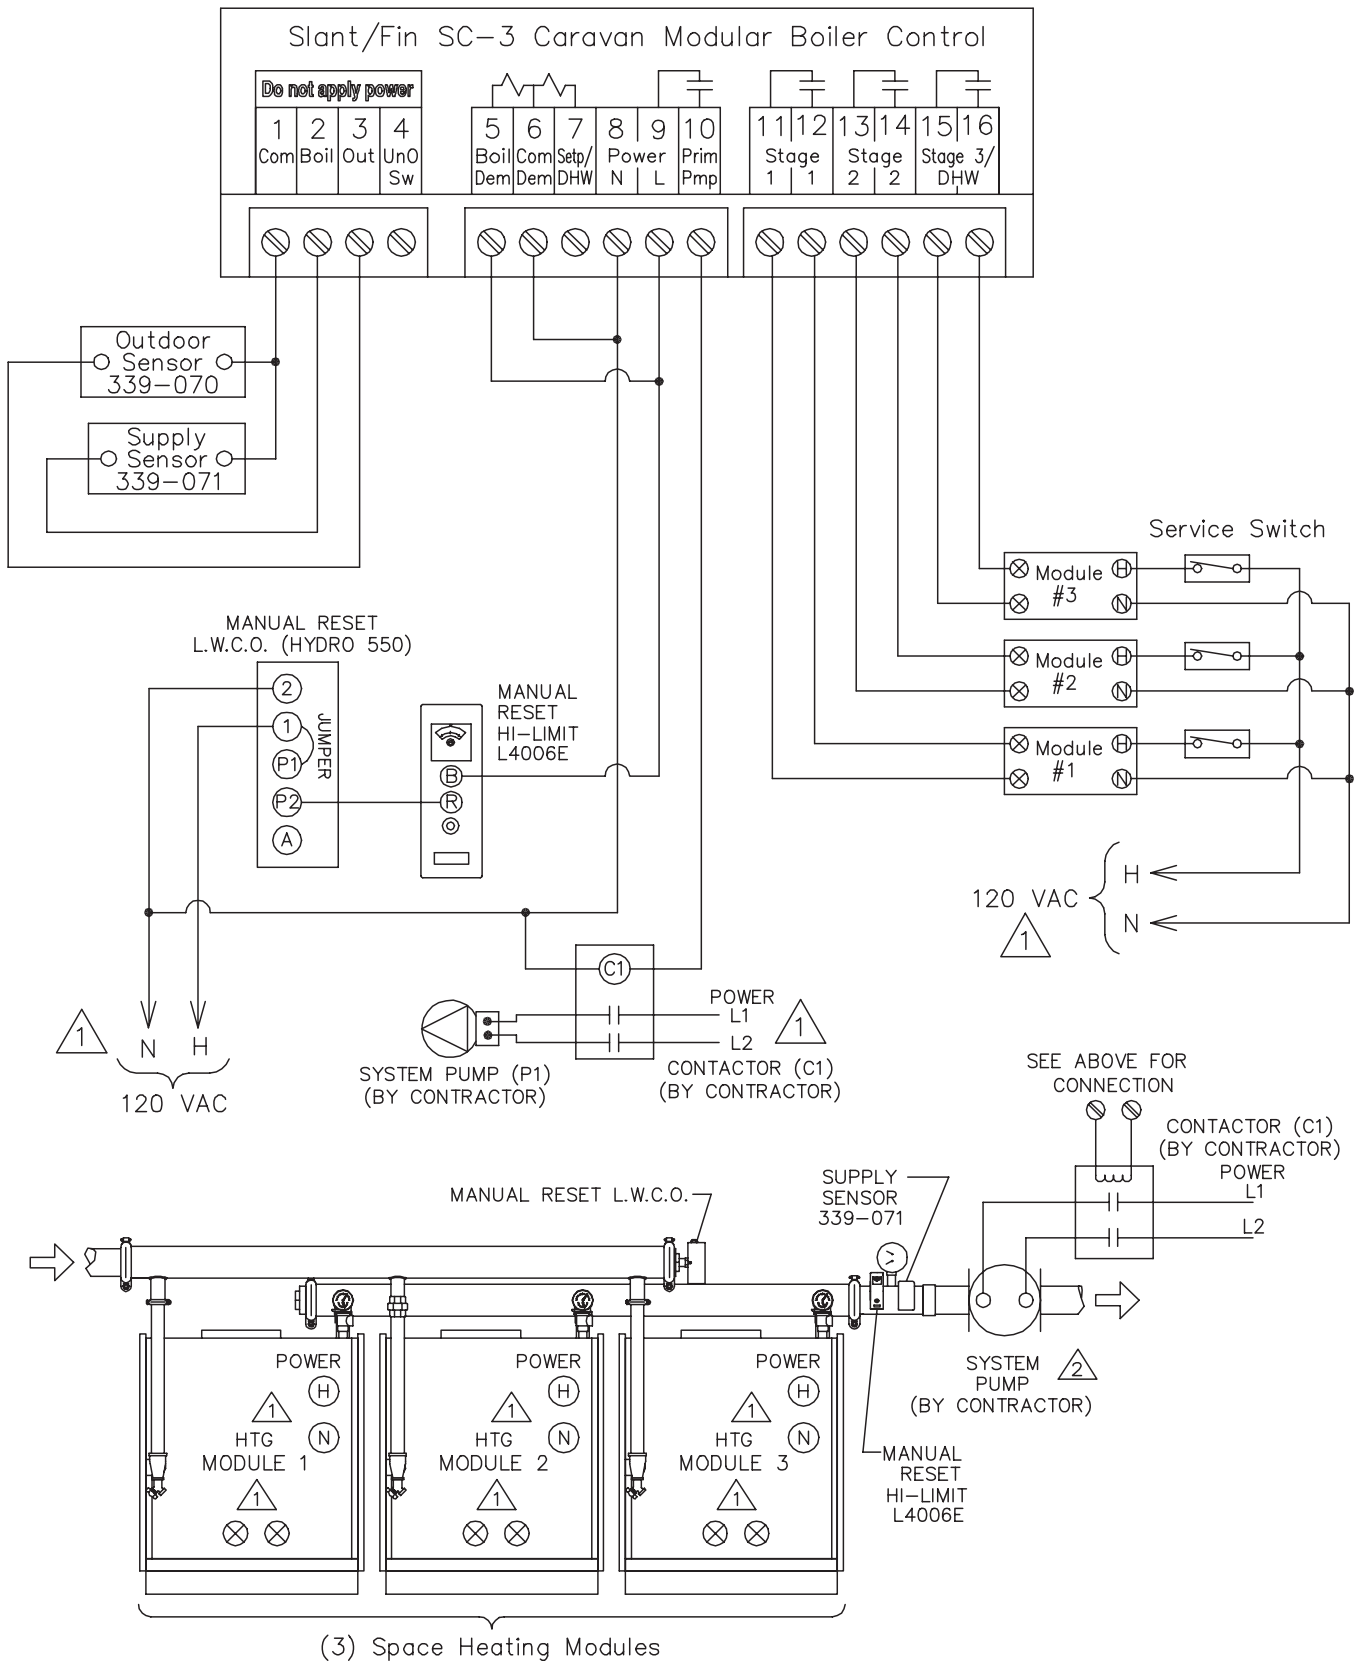 Slant/Fin SC-3 Caravan Modular Boiler Control
Do not apply power
1 2 3 4
Com Boil Out UnO
Sw
5 6 7 8 9 10
Boil Com Setp/ Power Prim
Dem Dem DHW N L Pmp
11 12 13 14 15 16
Stage Stage Stage 3/
1 1 2 2 DHW
Outdoor
Sensor
339-070
Supply
Sensor
339-071
Service Switch
Module
#3
H
N
Module
#2
H
N
Module
#1
H
N
MANUAL RESET
L.W.C.O. (HYDRO 550)
2
1
P1
P2
A
JUMPER
MANUAL
RESET
HI-LIMIT
L4006E
B
R
120 VAC
H
N
1
C1
POWER
L1
L2
1
1
N H
120 VAC
SYSTEM PUMP (P1)
(BY CONTRACTOR)
CONTACTOR (C1)
(BY CONTRACTOR)
SEE ABOVE FOR
CONNECTION
CONTACTOR (C1)
(BY CONTRACTOR)
POWER
L1
L2
MANUAL RESET L.W.C.O.
SUPPLY
SENSOR
339-071
SYSTEM
PUMP
(BY CONTRACTOR)
2
MANUAL
RESET
HI-LIMIT
L4006E
POWER
H
1
N
HTG
MODULE 1
1
POWER
H
1
N
HTG
MODULE 2
1
POWER
H
1
N
HTG
MODULE 3
1
(3) Space Heating Modules